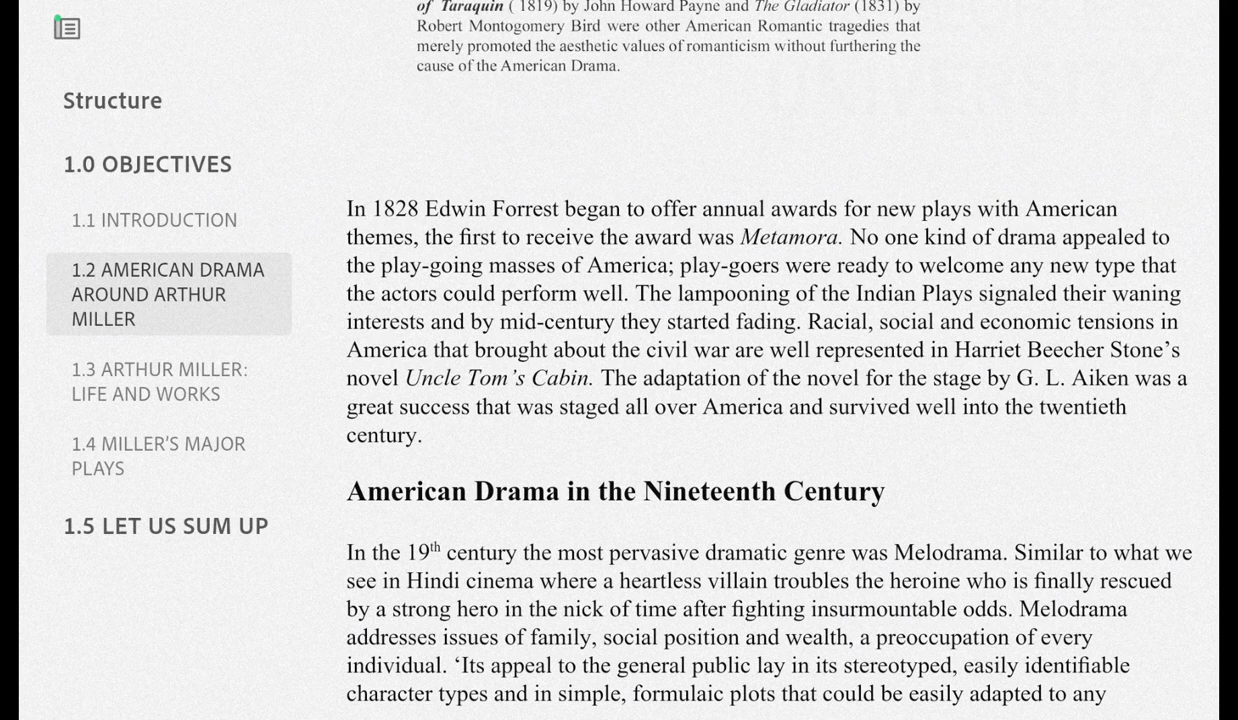 of Taraquin ( 1819) by John Howard Payne and The Gladiator (1831) by
Robert Montogomery Bird were other American Romantic tragedies that
merely promoted the aesthetic values of romanticism without furthering the
cause of the American Drama.
Structure
1.0 OBJECTIVES
1.1 INTRODUCTION
1.2 AMERICAN DRAMA
AROUND ARTHUR
MILLER
1.3 ARTHUR MILLER:
LIFE AND WORKS
1.4 MILLER'S MAJOR
PLAYS
1.5 LET US SUM UP
In 1828 Edwin Forrest began to offer annual awards for new plays with American
themes, the first to receive the award was Metamora. No one kind of drama appealed to
the play-going masses of America; play-goers were ready to welcome any new type that
the actors could perform well. The lampooning of the Indian Plays signaled their waning
interests and by mid-century they started fading. Racial, social and economic tensions in
America that brought about the civil war are well represented in Harriet Beecher Stone's
novel Uncle Tom's Cabin. The adaptation of the novel for the stage by G. L. Aiken was a
great success that was staged all over America and survived well into the twentieth
century.
American Drama in the Nineteenth Century
In the 19th century the most pervasive dramatic genre was Melodrama. Similar to what we
see in Hindi cinema where a heartless villain troubles the heroine who is finally rescued
by a strong hero in the nick of time after fighting insurmountable odds. Melodrama
addresses issues of family, social position and wealth, a preoccupation of every
individual. 'Its appeal to the general public lay in its stereotyped, easily identifiable
character types and in simple, formulaic plots that could be easily adapted to any